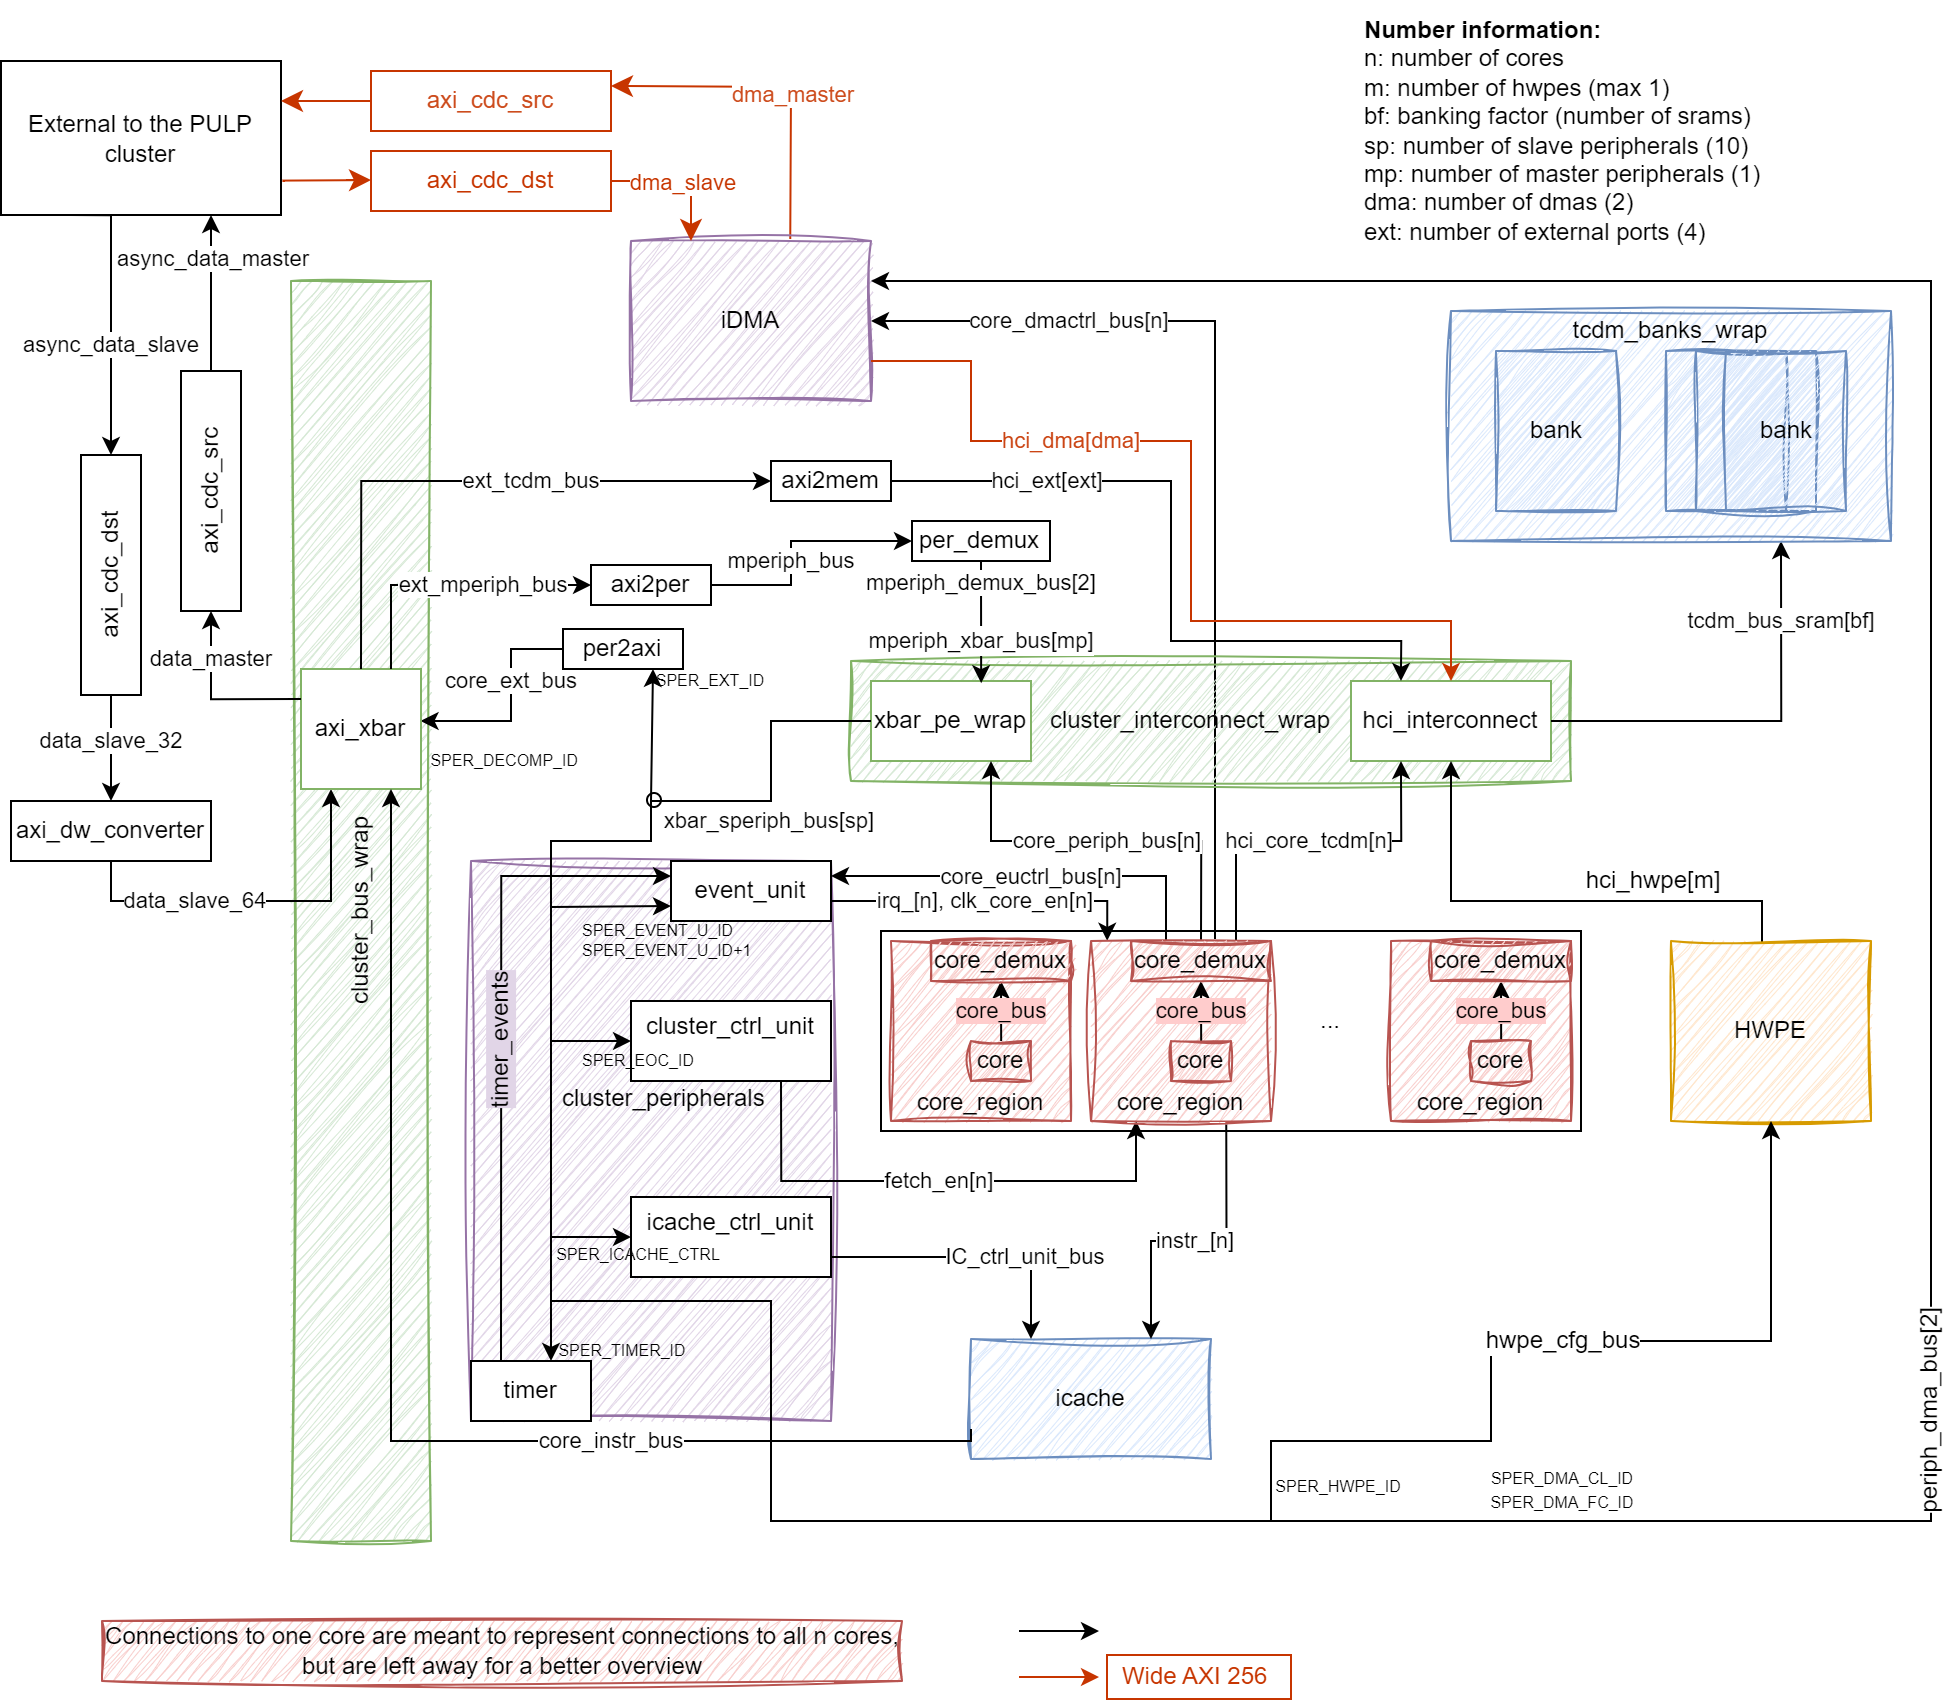 Number information:
n: number of cores
m: number of hwpes (max 1)
bf: banking factor (number of srams)
sp: number of slave peripherals (10)
mp: number of master peripherals (1)
dma: number of dmas (2)
ext: number of external ports (4)
External to the PULP
cluster
axi_cdc_src
dma_master
axi_cdc_dst
dma_slave
async_data_master
async_data_slave
iDMA
core_dmactrl_bus[n]
tcdm_banks_wrap
bank
bank
hci_dma[dma]
ext_tcdm_bus
axi2mem
hci_ext[ext]
axi_cdc_src
axi_cdc_dst
per_demux
mperiph_bus
ext_mperiph_bus
axi2per
mperiph_demux_bus[2]
tcdm_bus_sram[bf]
mperiph_xbar_bus[mp]
per2axi
data_master
core_ext_bus
SPER_EXT_ID
axi_xbar
xbar_pe_wrap
cluster_interconnect_wrap
hci_interconnect
data_slave_32
SPER_DECOMP_ID
axi_dw_converter
xbar_speriph_bus[sp]
core_periph_bus[n]
hci_core_tcdm[n]
cluster_bus_wrap
data_slave_64
event_unit
core_euctrl_bus[n]
irq_[n], clk_core_en[n]
hci_hwpe[m]
SPER_EVENT_U_ID
SPER_EVENT_U_ID+1
core_demux
core_demux
core_demux
core_bus
core_bus
core_bus
...
core
core
core
core_region
core_region
core_region
HWPE
timer_events
cluster_ctrl_unit
SPER_EOC_ID
cluster_peripherals
fetch_en[n]
icache_ctrl_unit
SPER_ICACHE_CTRL
IC_ctrl_unit_bus
instr_[n]
SPER_TIMER_ID
timer
hwpe_cfg_bus
icache
core_instr_bus
periph_dma_bus[2]
SPER_HWPE_ID
SPER_DMA_CL_ID
SPER_DMA_FC_ID
Connections to one core are meant to represent connections to all n cores,
but are left away for a better overview
Wide AXI 256